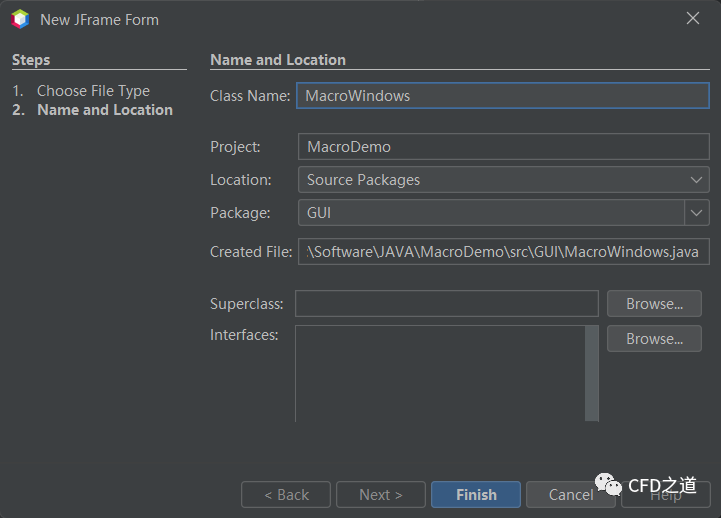 New JFrame Form
Steps
1. Choose File Type
2. Name and Location
Name and Location
Class Name: MacroWindows
Project: MacroDemo
Location: Source Packages
Package: GUI
Created File: :\Software\JAVA\MacroDemo\src\GUI\MacroWindows.java
Superclass: Browse...
Interfaces: Browse...
< Back Next > Finish Cancel Help
CFD之道